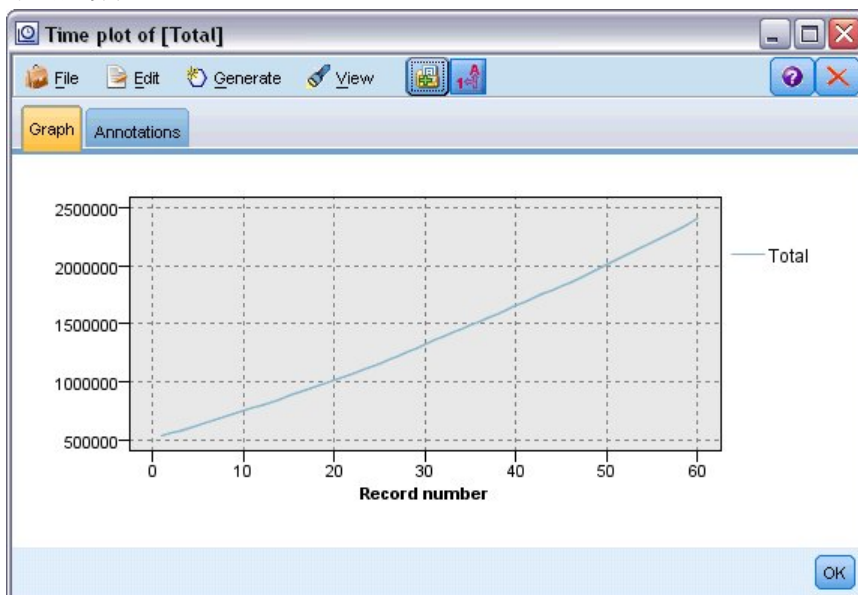 Time plot of [Total]
File Edit Generate View
Graph Annotations
2500000
2000000
1500000
1000000
500000
0 10 20 30 40 50 60
Record number
Total
OK